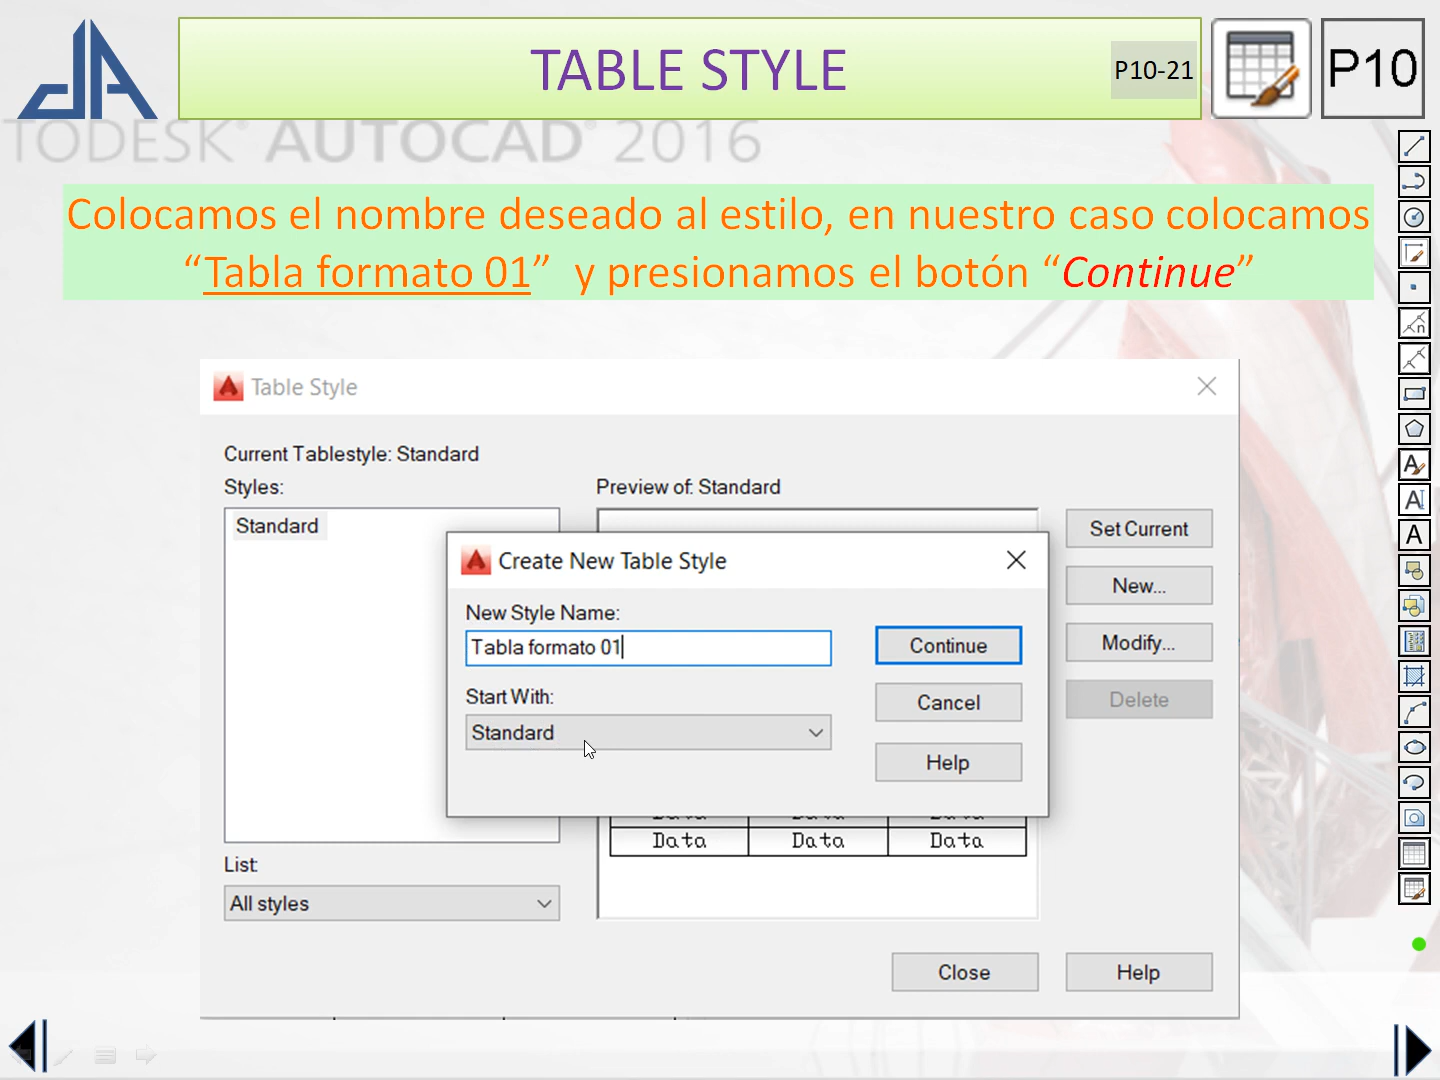 TABLE STYLE
P10-21
P10
TODESK® AUTOCAD® 2016
Colocamos el nombre deseado al estilo, en nuestro caso colocamos
“Tabla formato 01” y presionamos el botón “Continue”
Table Style
Current Tablestyle: Standard
Styles:
Preview of: Standard
Standard
Set Current
New...
Modify...
Delete
Create New Table Style
New Style Name:
Tabla formato 01
Continue
Start With:
Cancel
Standard
Help
Data Data Data
Data Data Data
List:
All styles
Close
Help
n
A
A
A